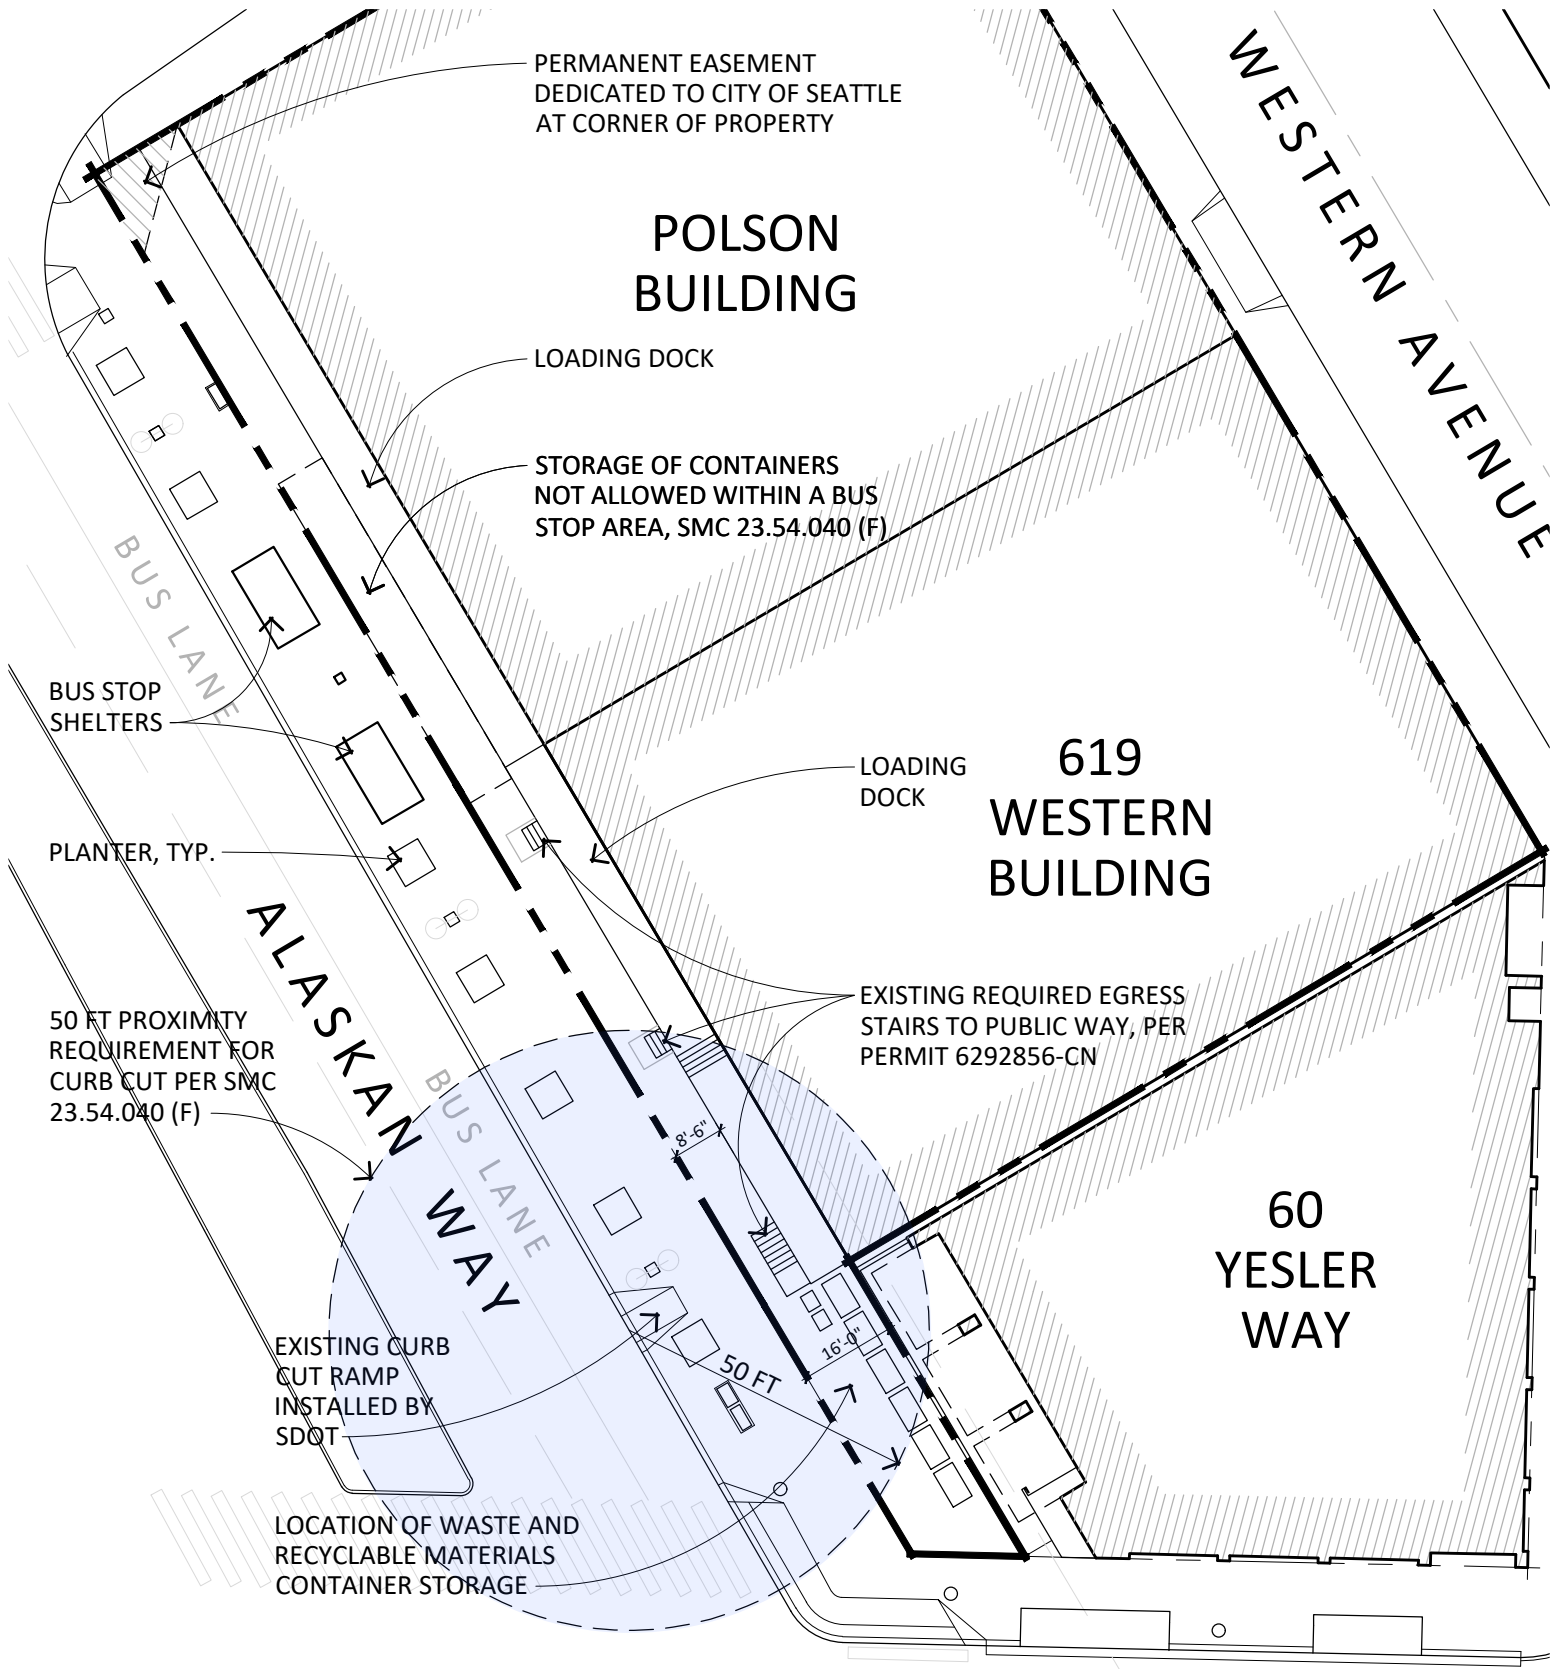 PERMANENT EASEMENT
DEDICATED TO CITY OF SEATTLE
AT CORNER OF PROPERTY
WESTERN AVENUE
POLSON
BUILDING
LOADING DOCK
STORAGE OF CONTAINERS
NOT ALLOWED WITHIN A BUS
STOP AREA, SMC 23.54.040 (F)
BUS LANE
BUS STOP
SHELTERS
LOADING
DOCK
619
WESTERN
BUILDING
PLANTER, TYP.
ALASKAN WAY
EXISTING REQUIRED EGRESS
STAIRS TO PUBLIC WAY, PER
PERMIT 6292856-CN
50 FT PROXIMITY
REQUIREMENT FOR
CURB CUT PER SMC
23.54.040 (F)
BUS LANE
8'-6"
60
YESLER
WAY
16'-0"
50 FT
EXISTING CURB
CUT RAMP
INSTALLED BY
SDOT
LOCATION OF WASTE AND
RECYCLABLE MATERIALS
CONTAINER STORAGE